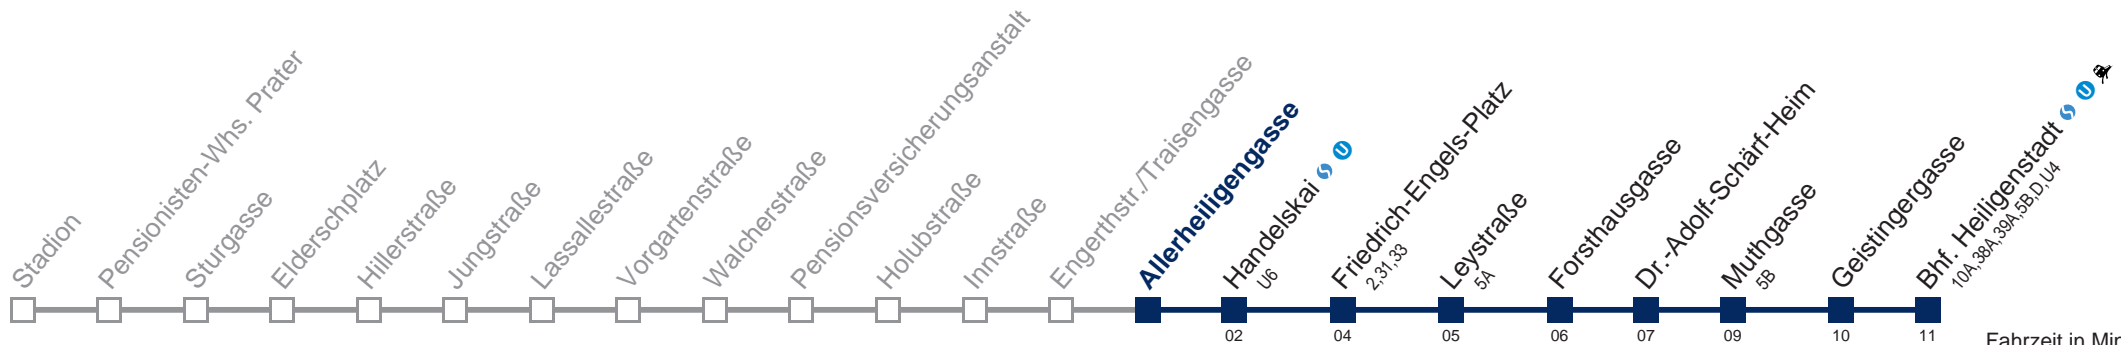 Stadion
Pensionisten-Whs. Prater
Sturgasse
Elderschplatz
Hillerstraße
Jungstraße
Lassallestraße
Vorgartenstraße
Walcherstraße
Pensionsversicherungsanstalt
Holubstraße
Innstraße
Engerthstr./Traisengasse
Allerheiligengasse
Handelskai S U
U6
Friedrich-Engels-Platz
2,31,33
Leystraße
5A
Forsthausgasse
Dr.-Adolf-Schärf-Heim
Muthgasse
5B
Geistingergasse
Bhf. Heiligenstadt S U
10A,38A,39A,5B,D,U4
02 04 05 06 07 09 10 11
Fahrzeit in Min